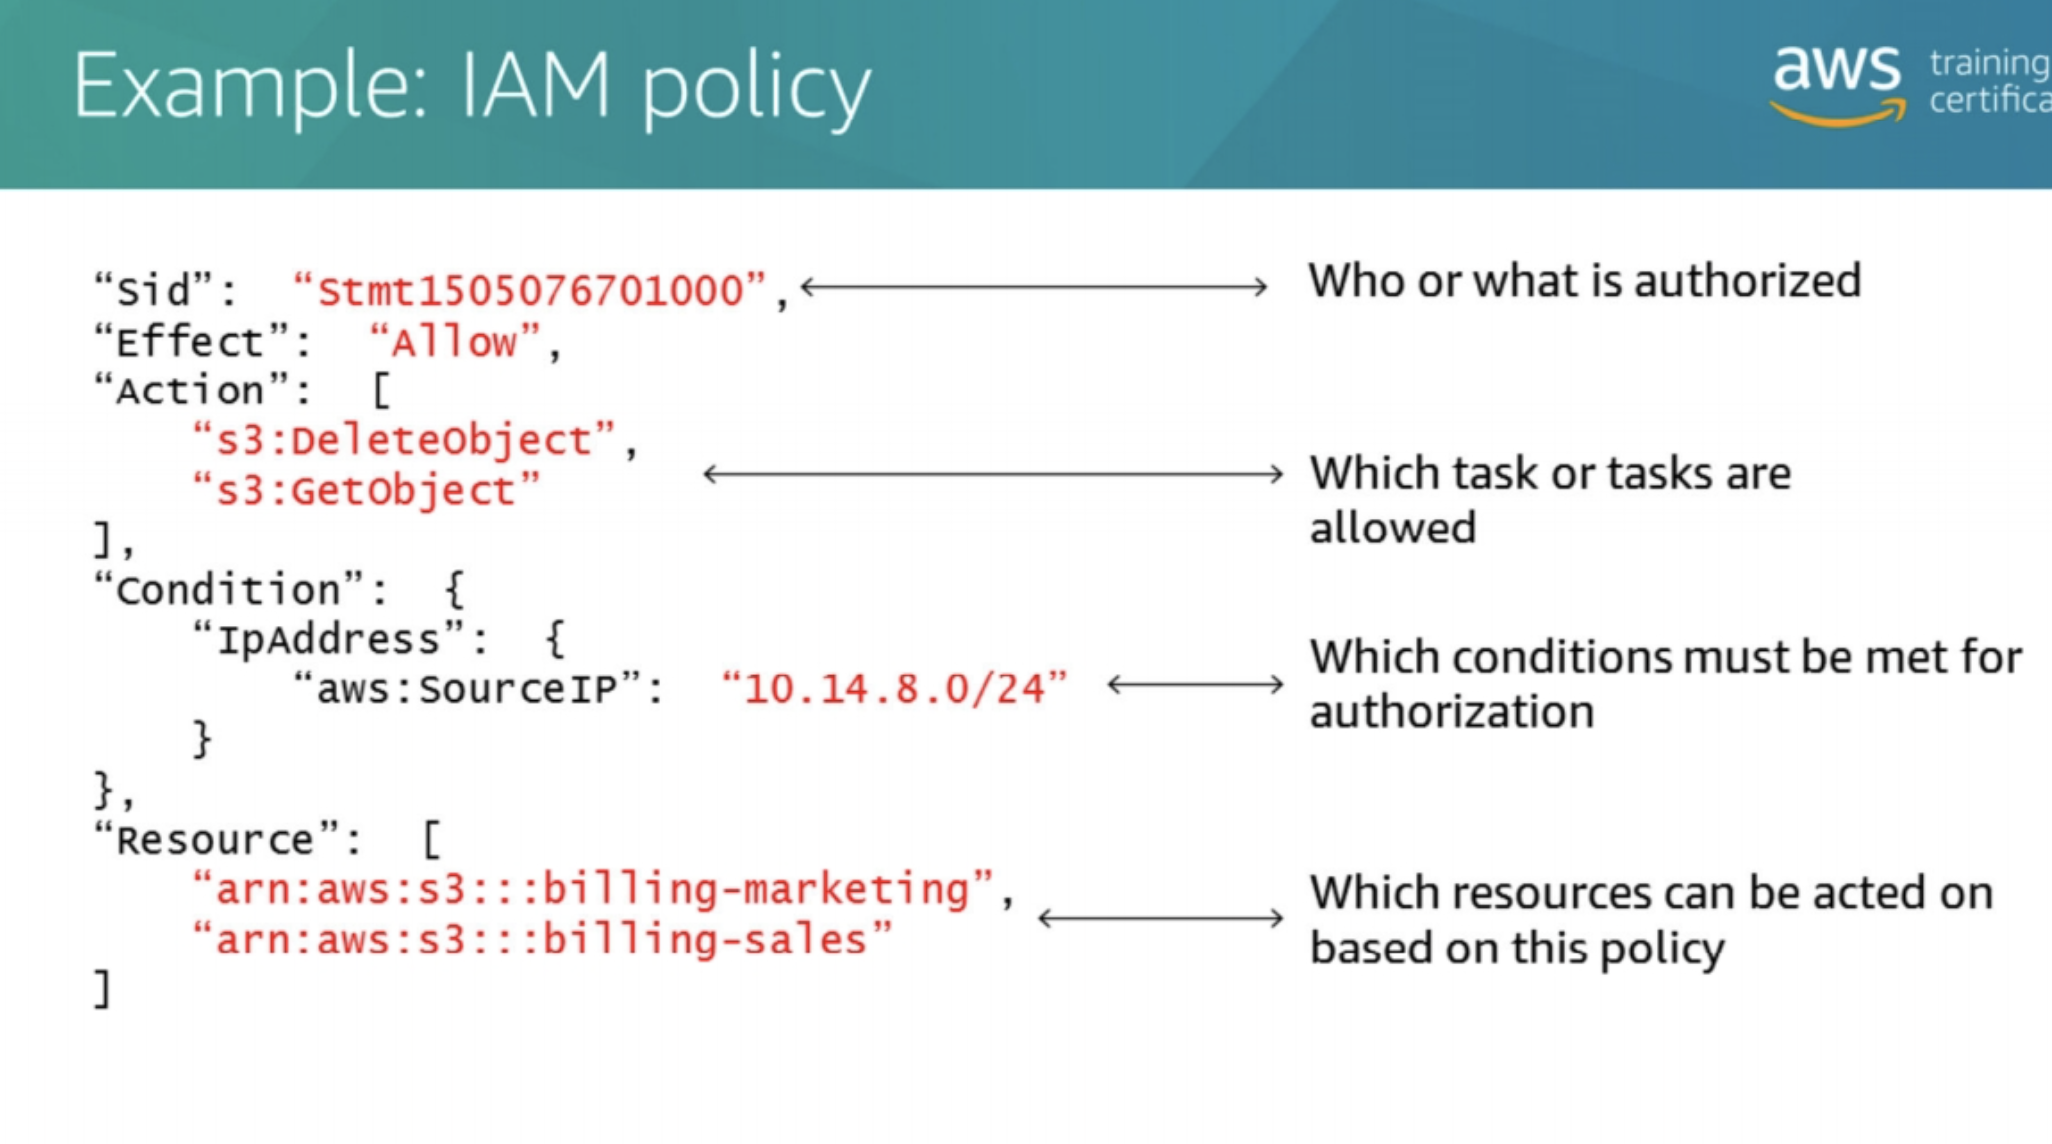 Example: IAM policy
aws training
certifica
“Sid”: “Stmt1505076701000”,
Who or what is authorized
“Effect”: “Allow”,
“Action”: [
“s3:DeleteObject”,
“s3:GetObject”
Which task or tasks are
allowed
],
“Condition”: {
“IpAddress”: {
“aws:SourceIP”: “10.14.8.0/24”
Which conditions must be met for
authorization
}
},
“Resource”: [
“arn:aws:s3:::billing-marketing”,
“arn:aws:s3:::billing-sales”
Which resources can be acted on
based on this policy
]